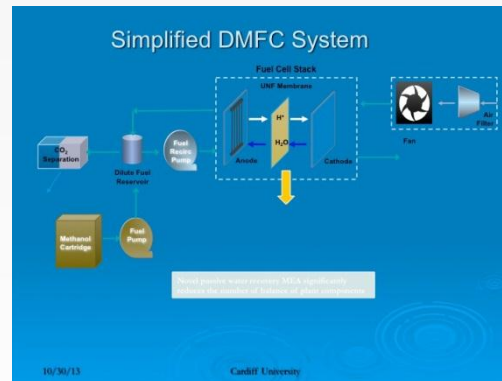 Simplified DMFC System
Fuel Cell Stack
UNF Membrane
H⁺
H₂O
Anode
Cathode
Fan
Air
Filter
CO₂
Separation
Dilute Fuel
Reservoir
Fuel
Recirc
Pump
Methanol
Cartridge
Fuel
Pump
Novel passive water recovery MEA significantly
reduces the number of balance of plant components
10/30/13
Cardiff University